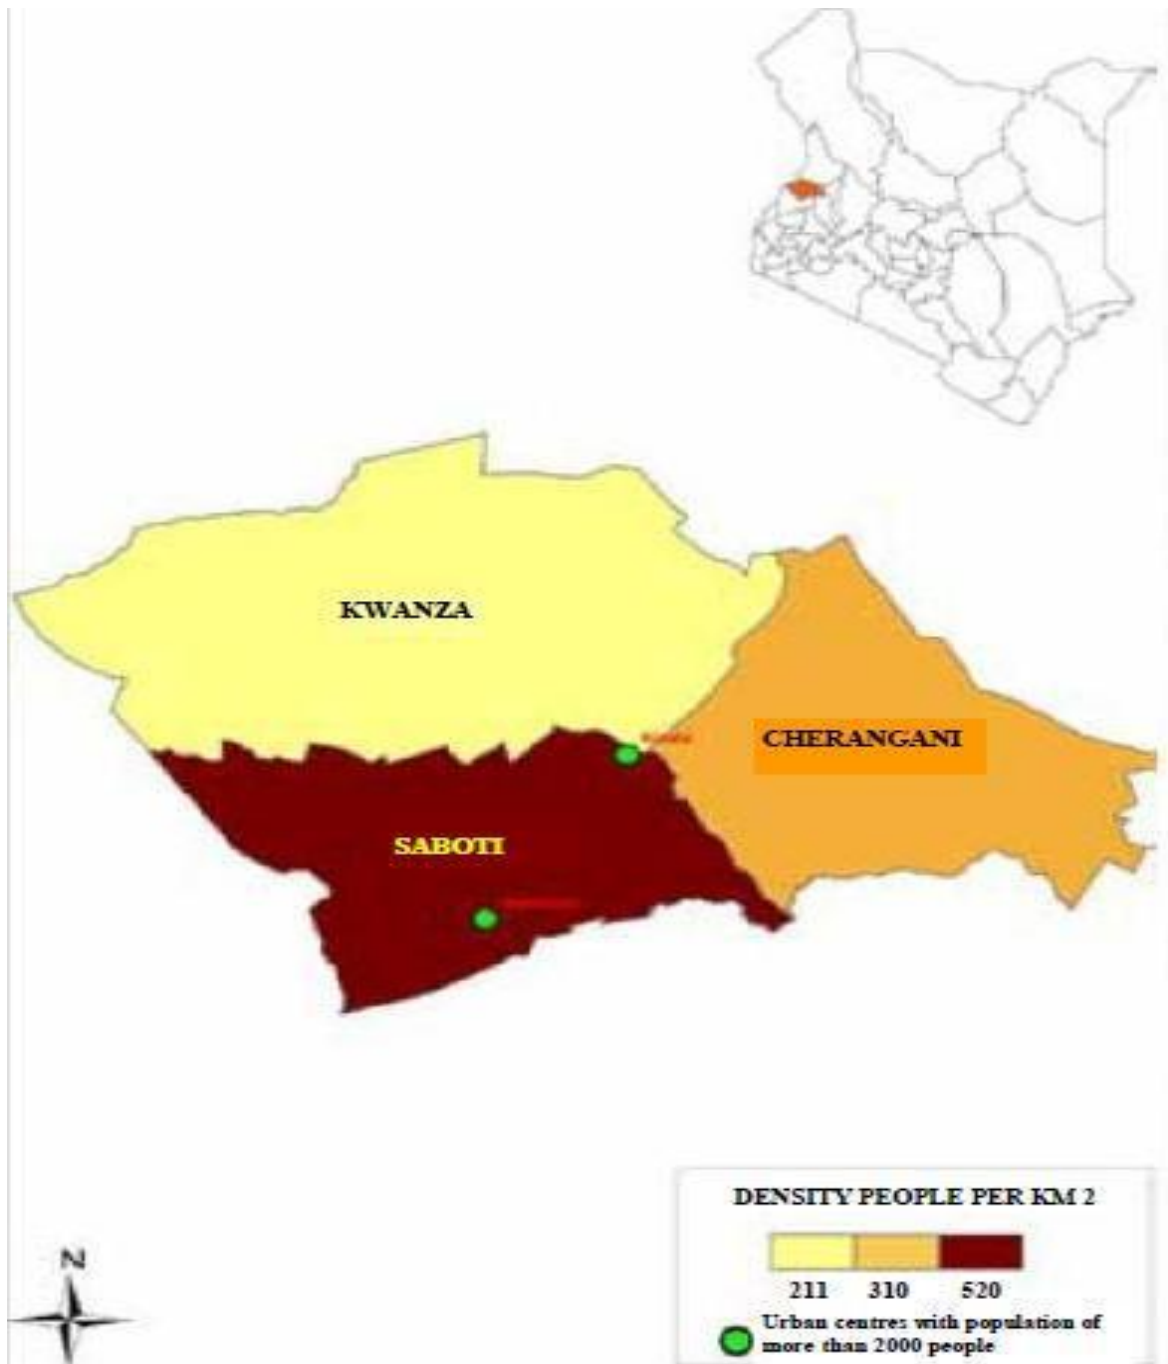 KWANZA
CHERANGANI
SABOTI
DENSITY PEOPLE PER KM 2
211 310 520
Urban centres with population of
more than 2000 people
N